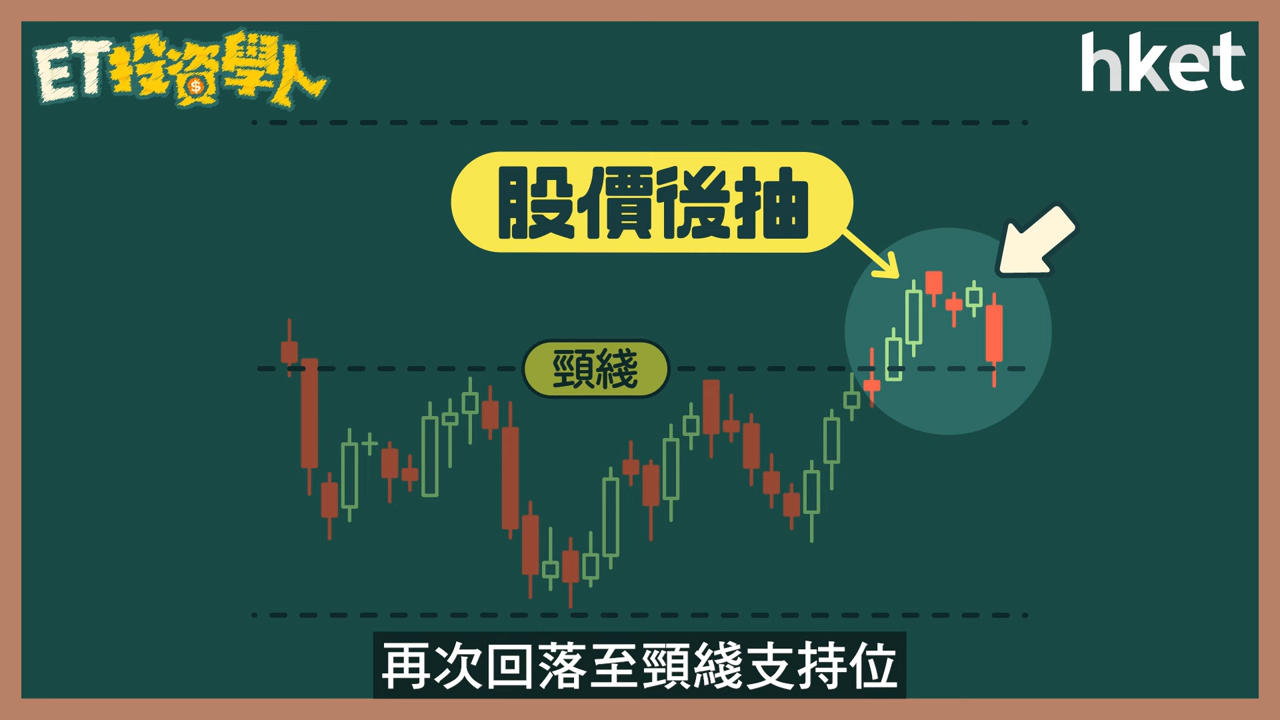 ET投資學人
hket
股價後抽
頸綫
再次回落至頸綫支持位